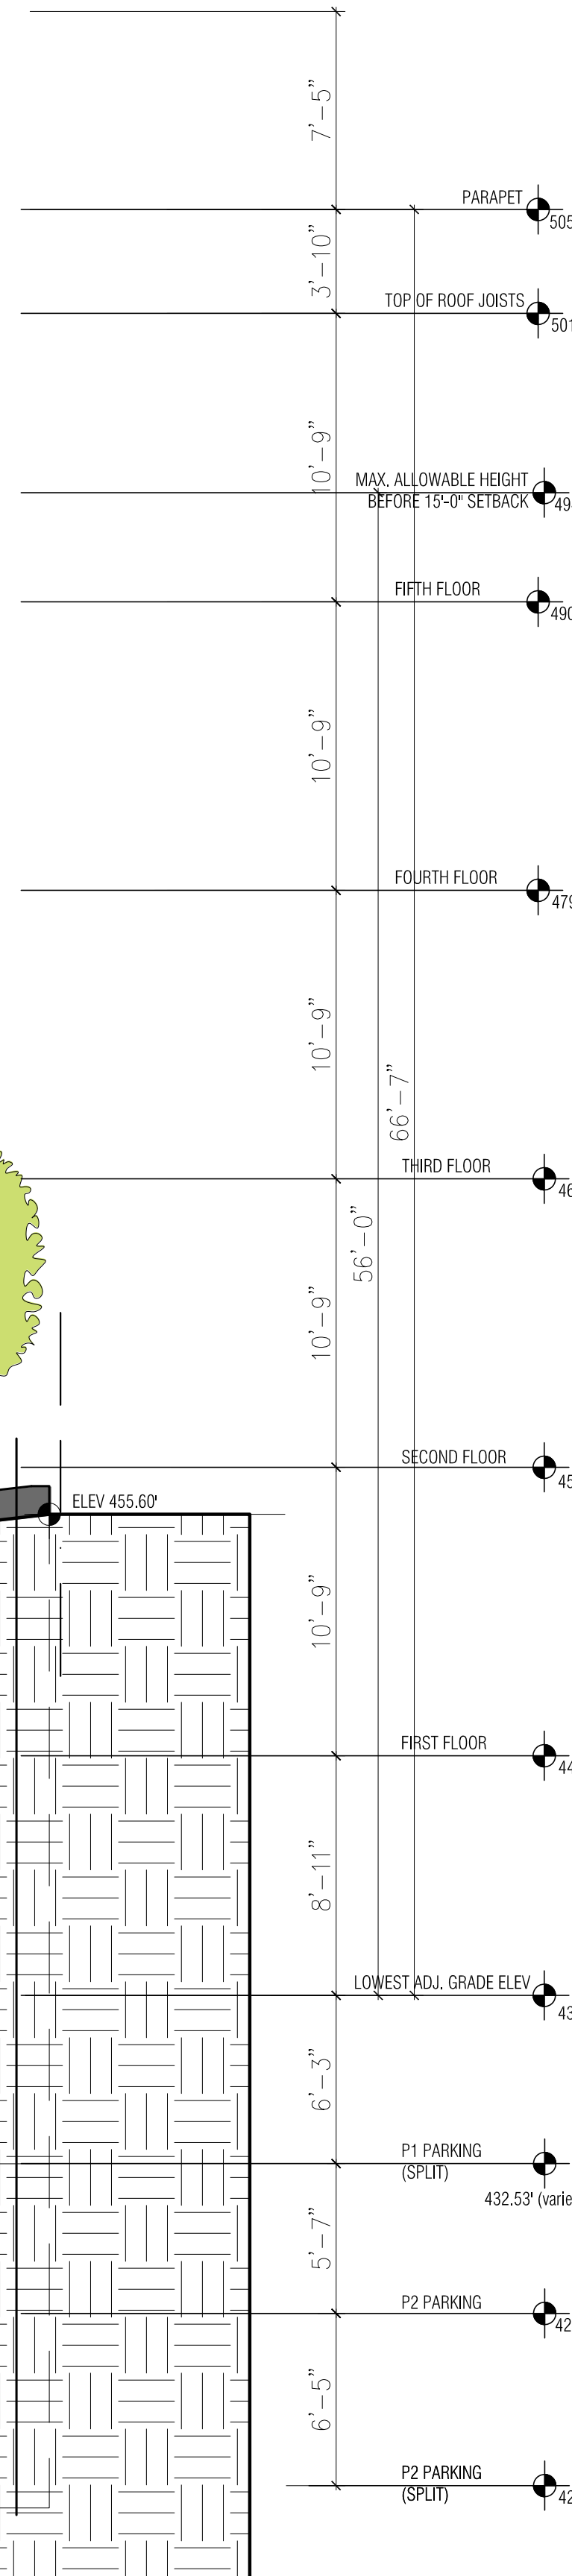 7'-5"
PARAPET
505
3'-10"
TOP OF ROOF JOISTS
501
10'-9"
MAX. ALLOWABLE HEIGHT
BEFORE 15'-0" SETBACK
49
FIFTH FLOOR
490
10'-9"
FOURTH FLOOR
479
10'-9"
66'-7"
THIRD FLOOR
46
56'-0"
10'-9"
SECOND FLOOR
45
ELEV 455.60'
10'-9"
FIRST FLOOR
44
8'-11"
LOWEST ADJ. GRADE ELEV
43
6'-3"
P1 PARKING
(SPLIT)
432.53' (varie
5'-7"
P2 PARKING
42
6'-5"
P2 PARKING
(SPLIT)
42